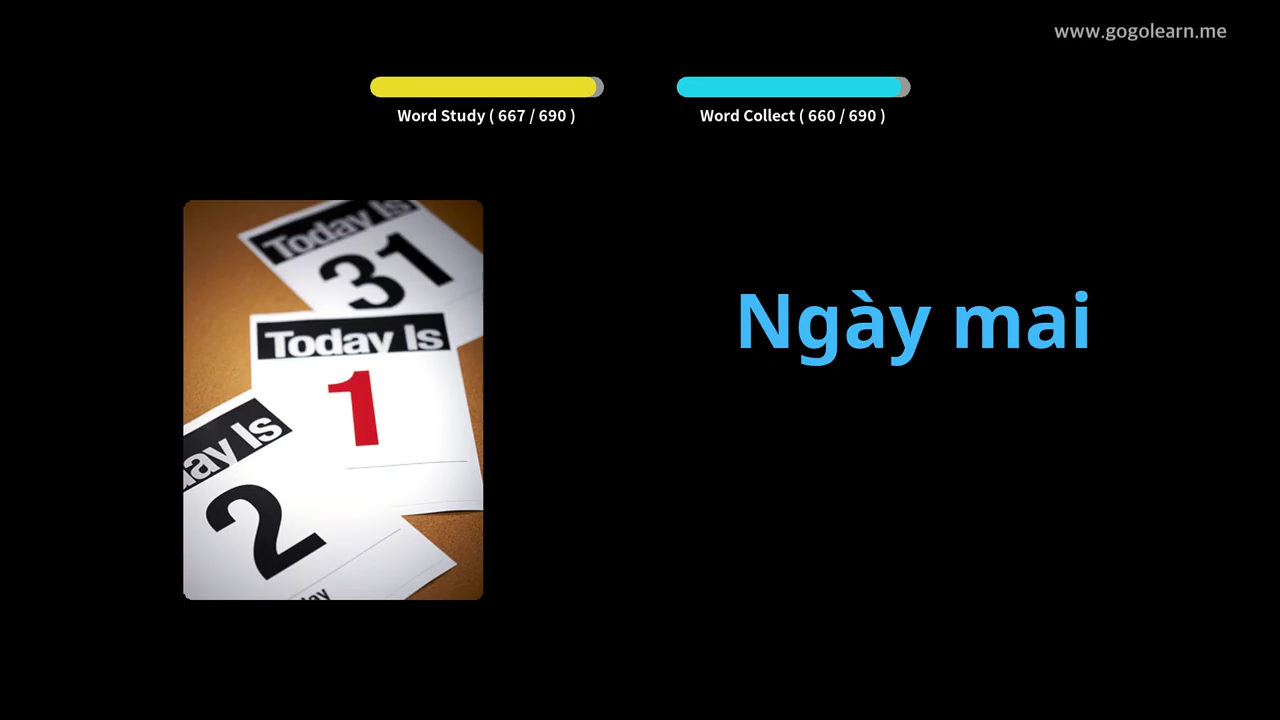 www.gogolearn.me
Word Study ( 667 / 690 )
Word Collect ( 660 / 690 )
Today Is
31
Today Is
1
ay Is
2
Ngày mai